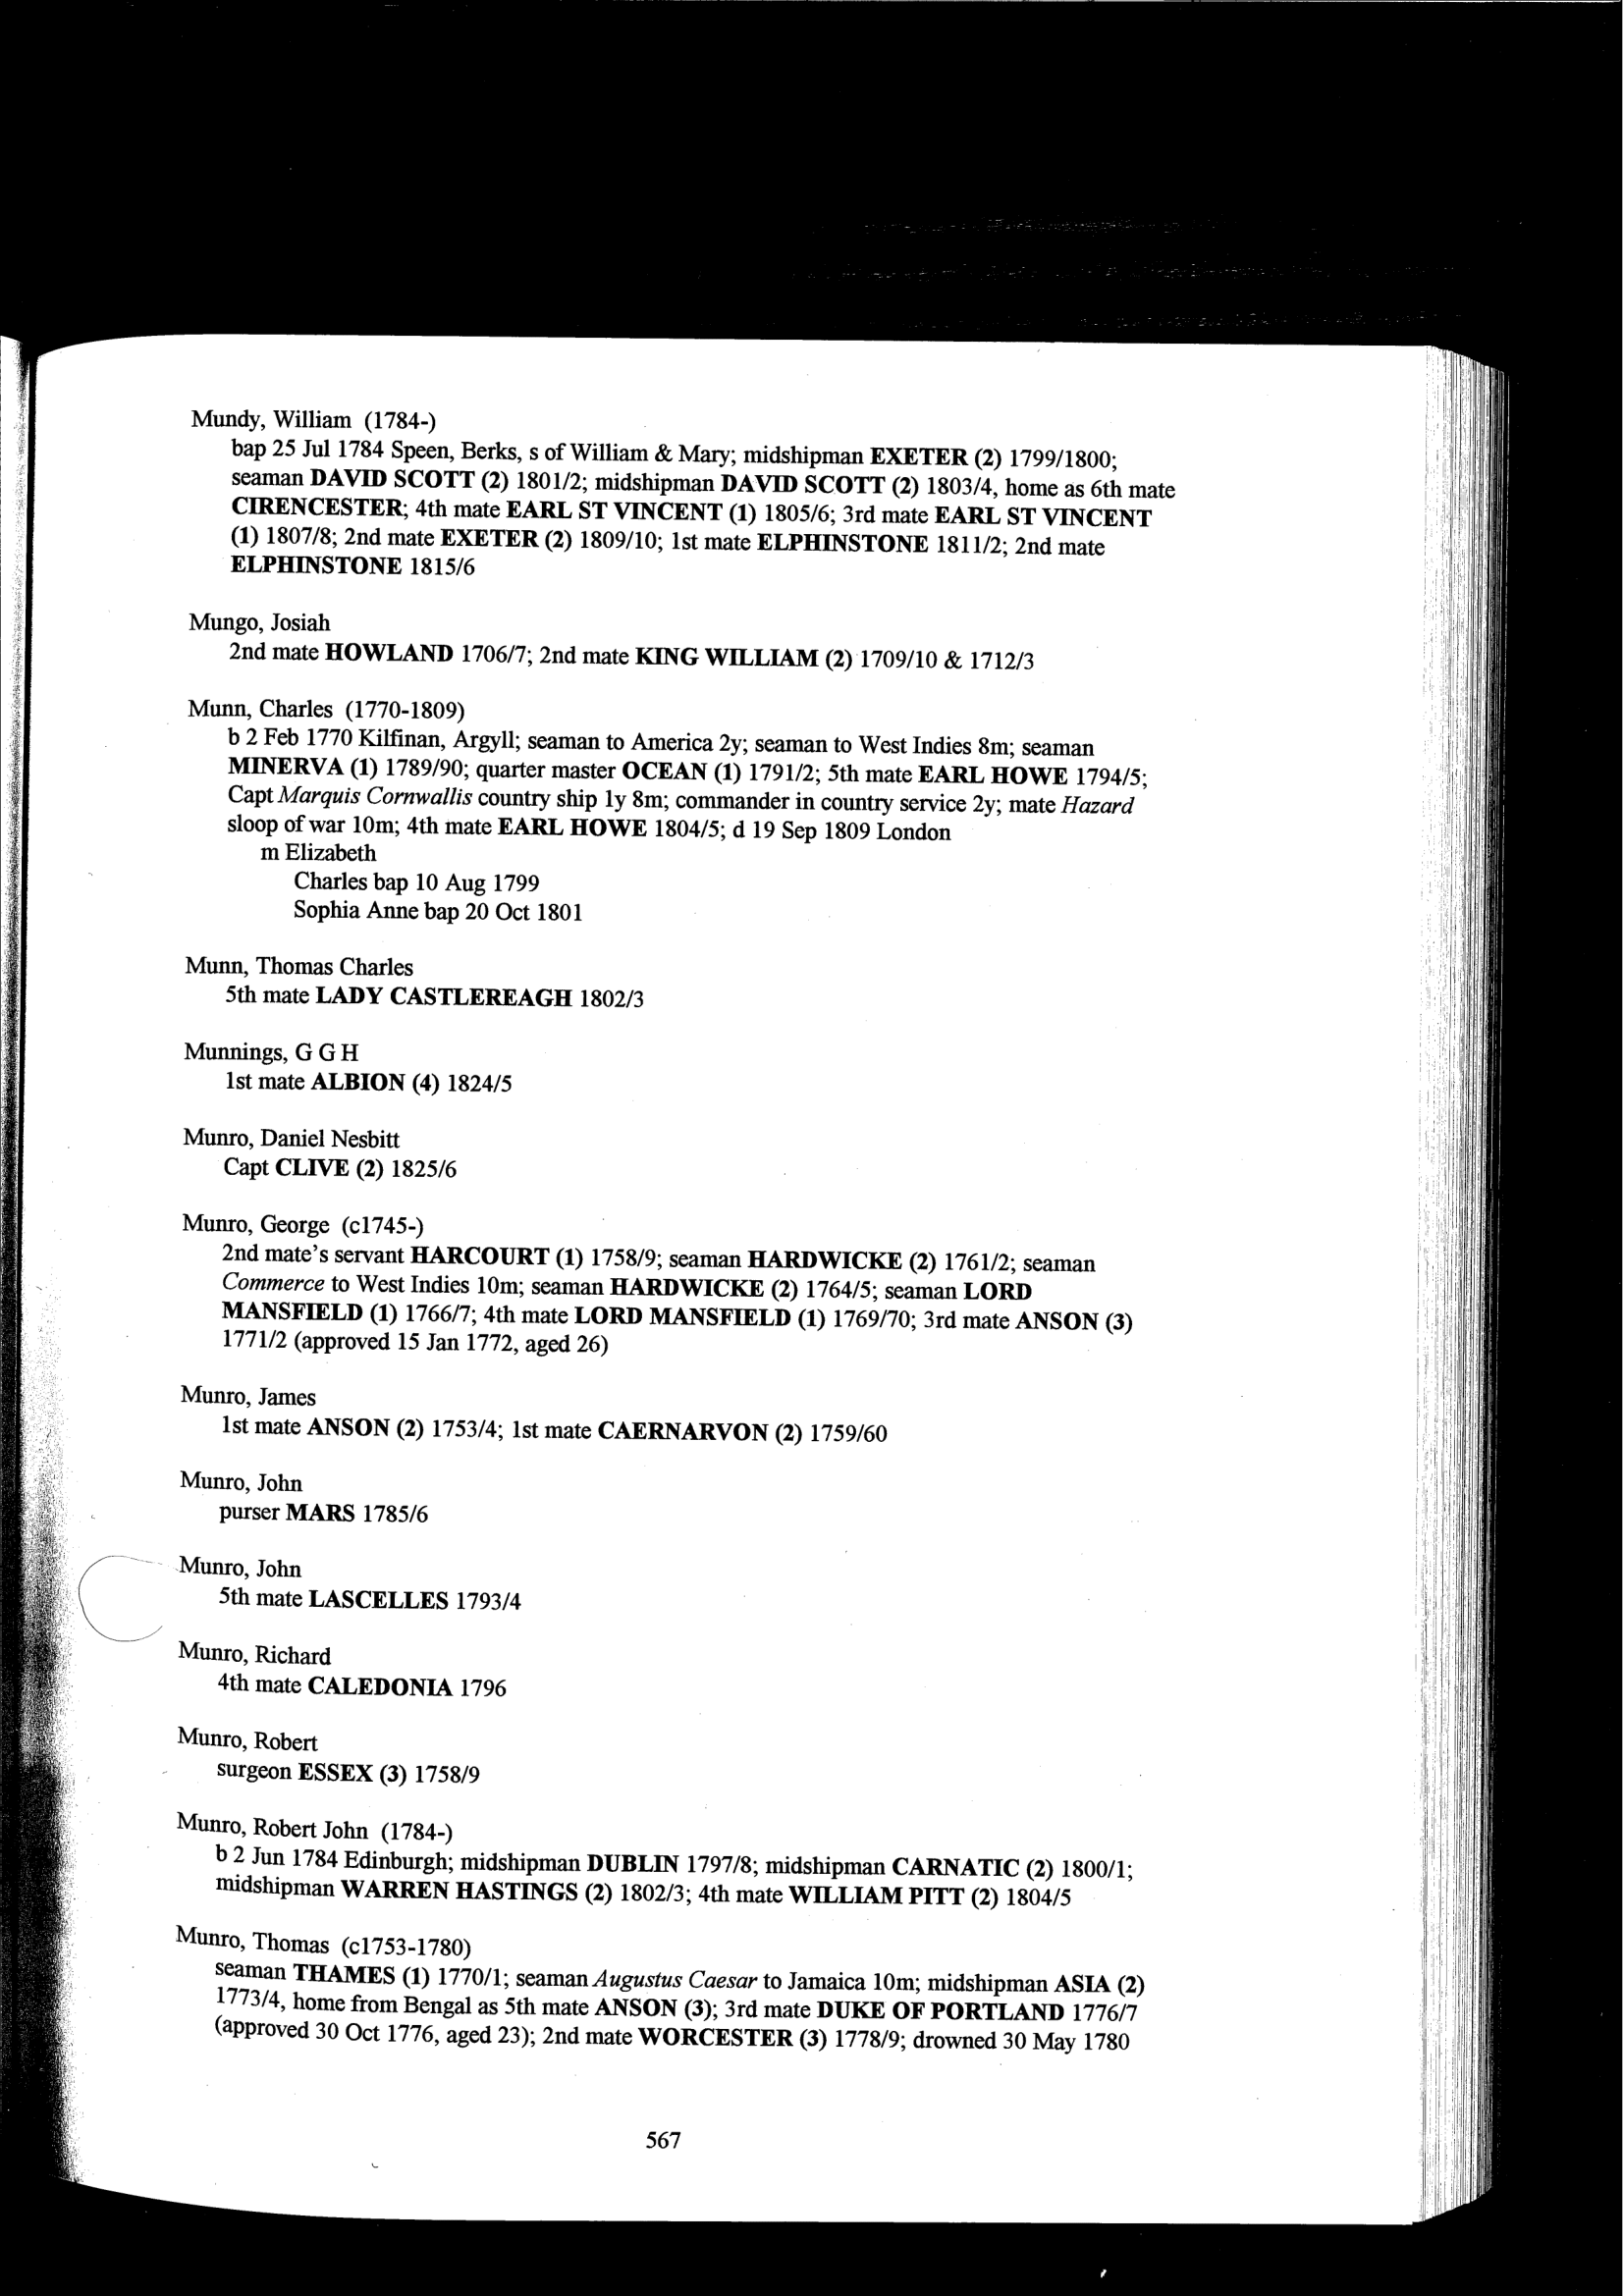 Mundy, William (1784-)
bap 25 Jul 1784 Speen, Berks, s of William & Mary; midshipman EXETER (2) 1799/1800;
seaman DAVID SCOTT (2) 1801/2; midshipman DAVID SCOTT (2) 1803/4, home as 6th mate
CIRENCESTER; 4th mate EARL ST VINCENT (1) 1805/6; 3rd mate EARL ST VINCENT
(1) 1807/8; 2nd mate EXETER (2) 1809/10; 1st mate ELPHINSTONE 1811/2; 2nd mate
ELPHINSTONE 1815/6
Mungo, Josiah
2nd mate HOWLAND 1706/7; 2nd mate KING WILLIAM (2) 1709/10 & 1712/3
Munn, Charles (1770-1809)
b 2 Feb 1770 Kilfinan, Argyll; seaman to America 2y; seaman to West Indies 8m; seaman
MINERVA (1) 1789/90; quarter master OCEAN (1) 1791/2; 5th mate EARL HOWE 1794/5;
Capt Marquis Cornwallis country ship 1y 8m; commander in country service 2y; mate Hazard
sloop of war 10m; 4th mate EARL HOWE 1804/5; d 19 Sep 1809 London
m Elizabeth
Charles bap 10 Aug 1799
Sophia Anne bap 20 Oct 1801
Munn, Thomas Charles
5th mate LADY CASTLEREAGH 1802/3
Munnings, G G H
1st mate ALBION (4) 1824/5
Munro, Daniel Nesbitt
Capt CLIVE (2) 1825/6
Munro, George (c1745-)
2nd mate's servant HARCOURT (1) 1758/9; seaman HARDWICKE (2) 1761/2; seaman
Commerce to West Indies 10m; seaman HARDWICKE (2) 1764/5; seaman LORD
MANSFIELD (1) 1766/7; 4th mate LORD MANSFIELD (1) 1769/70; 3rd mate ANSON (3)
1771/2 (approved 15 Jan 1772, aged 26)
Munro, James
1st mate ANSON (2) 1753/4; 1st mate CAERNARVON (2) 1759/60
Munro, John
purser MARS 1785/6
Munro, John
5th mate LASCELLES 1793/4
Munro, Richard
4th mate CALEDONIA 1796
Munro, Robert
surgeon ESSEX (3) 1758/9
Munro, Robert John (1784-)
b 2 Jun 1784 Edinburgh; midshipman DUBLIN 1797/8; midshipman CARNATIC (2) 1800/1;
midshipman WARREN HASTINGS (2) 1802/3; 4th mate WILLIAM PITT (2) 1804/5
Munro, Thomas (c1753-1780)
seaman THAMES (1) 1770/1; seaman Augustus Caesar to Jamaica 10m; midshipman ASIA (2)
1773/4, home from Bengal as 5th mate ANSON (3); 3rd mate DUKE OF PORTLAND 1776/7
(approved 30 Oct 1776, aged 23); 2nd mate WORCESTER (3) 1778/9; drowned 30 May 1780
567